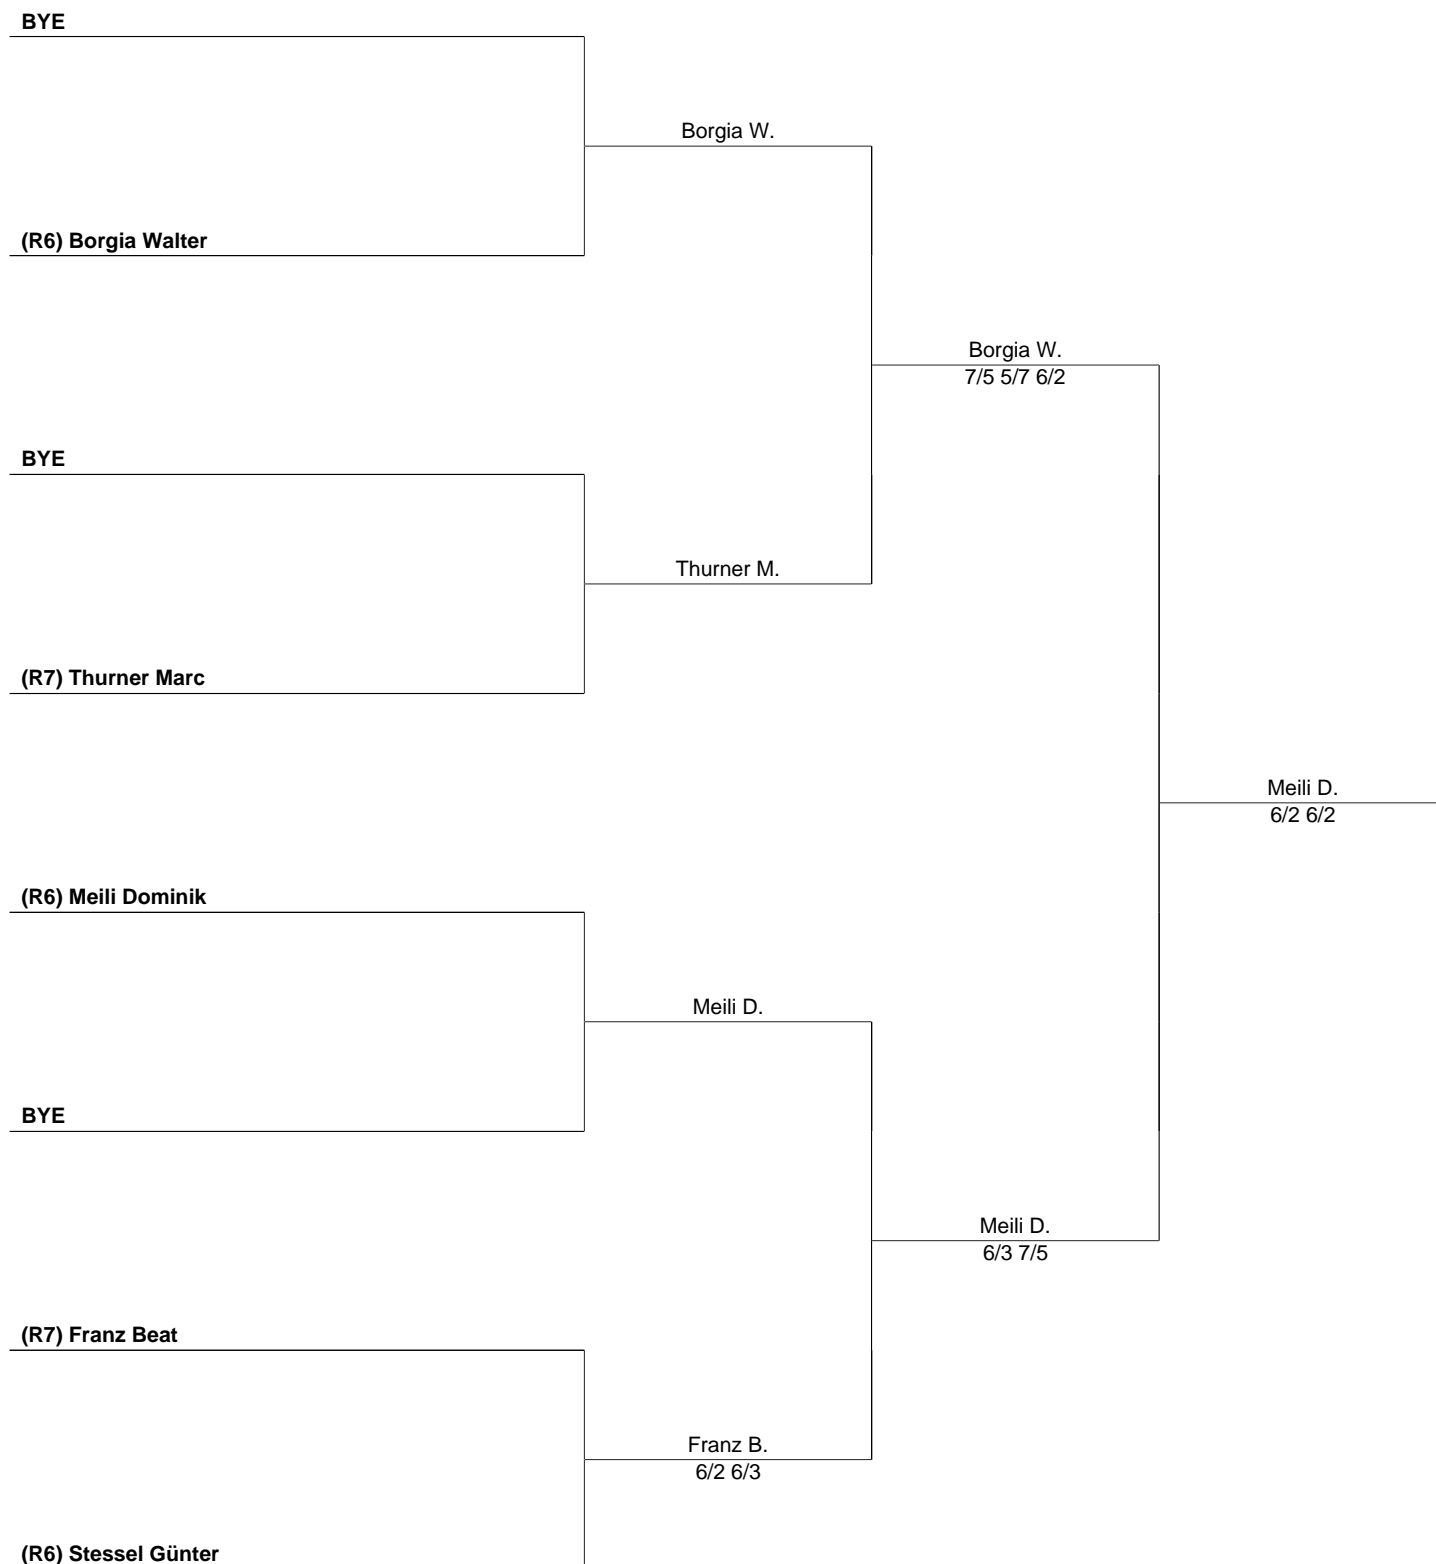 BYE
Borgia W.
(R6) Borgia Walter
Borgia W.
7/5 5/7 6/2
BYE
Thurner M.
(R7) Thurner Marc
Meili D.
6/2 6/2
(R6) Meili Dominik
Meili D.
BYE
Meili D.
6/3 7/5
(R7) Franz Beat
Franz B.
6/2 6/3
(R6) Stessel Günter